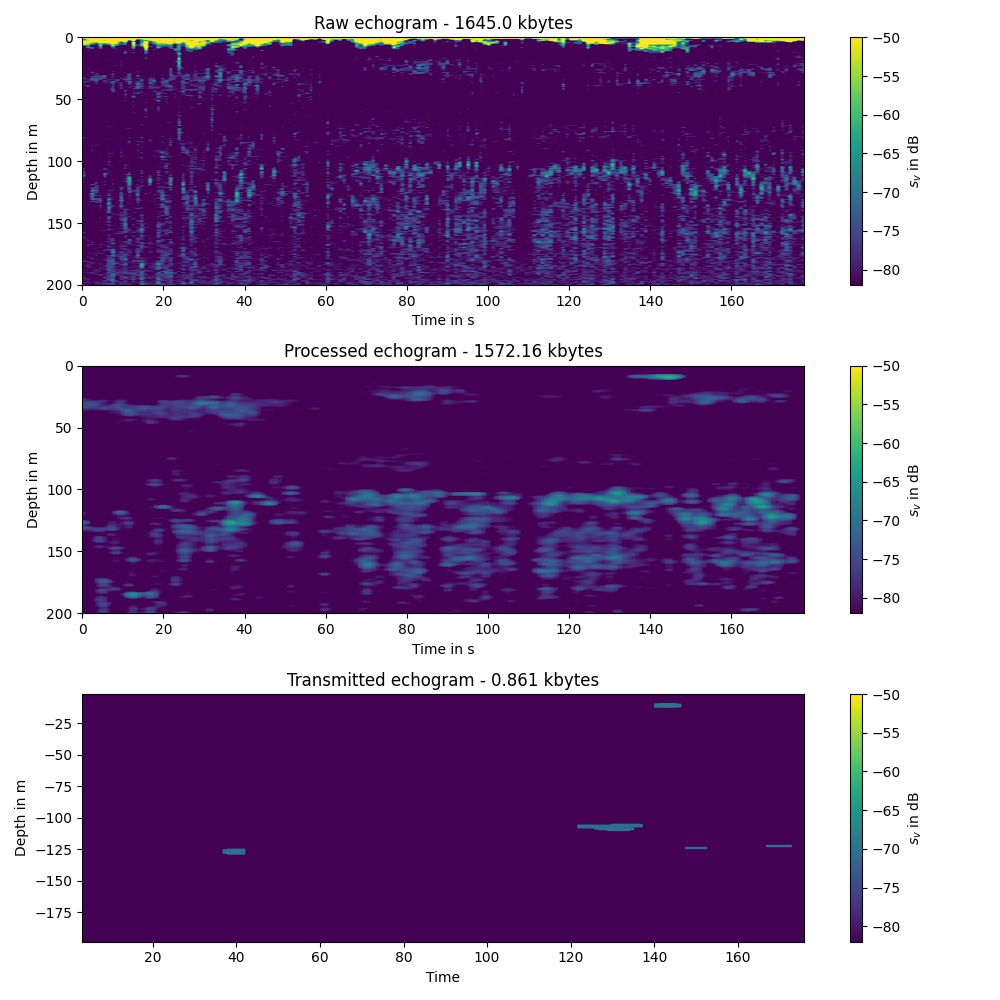 Raw echogram - 1645.0 kbytes
0
50
100
150
200
Depth in m
0 20 40 60 80 100 120 140 160
Time in s
−50
−55
−60
−65
−70
−75
−80
sv in dB
Processed echogram - 1572.16 kbytes
0
50
100
150
200
Depth in m
0 20 40 60 80 100 120 140 160
Time in s
−50
−55
−60
−65
−70
−75
−80
sv in dB
Transmitted echogram - 0.861 kbytes
−25
−50
−75
−100
−125
−150
−175
Depth in m
20 40 60 80 100 120 140 160
Time
−50
−55
−60
−65
−70
−75
−80
sv in dB